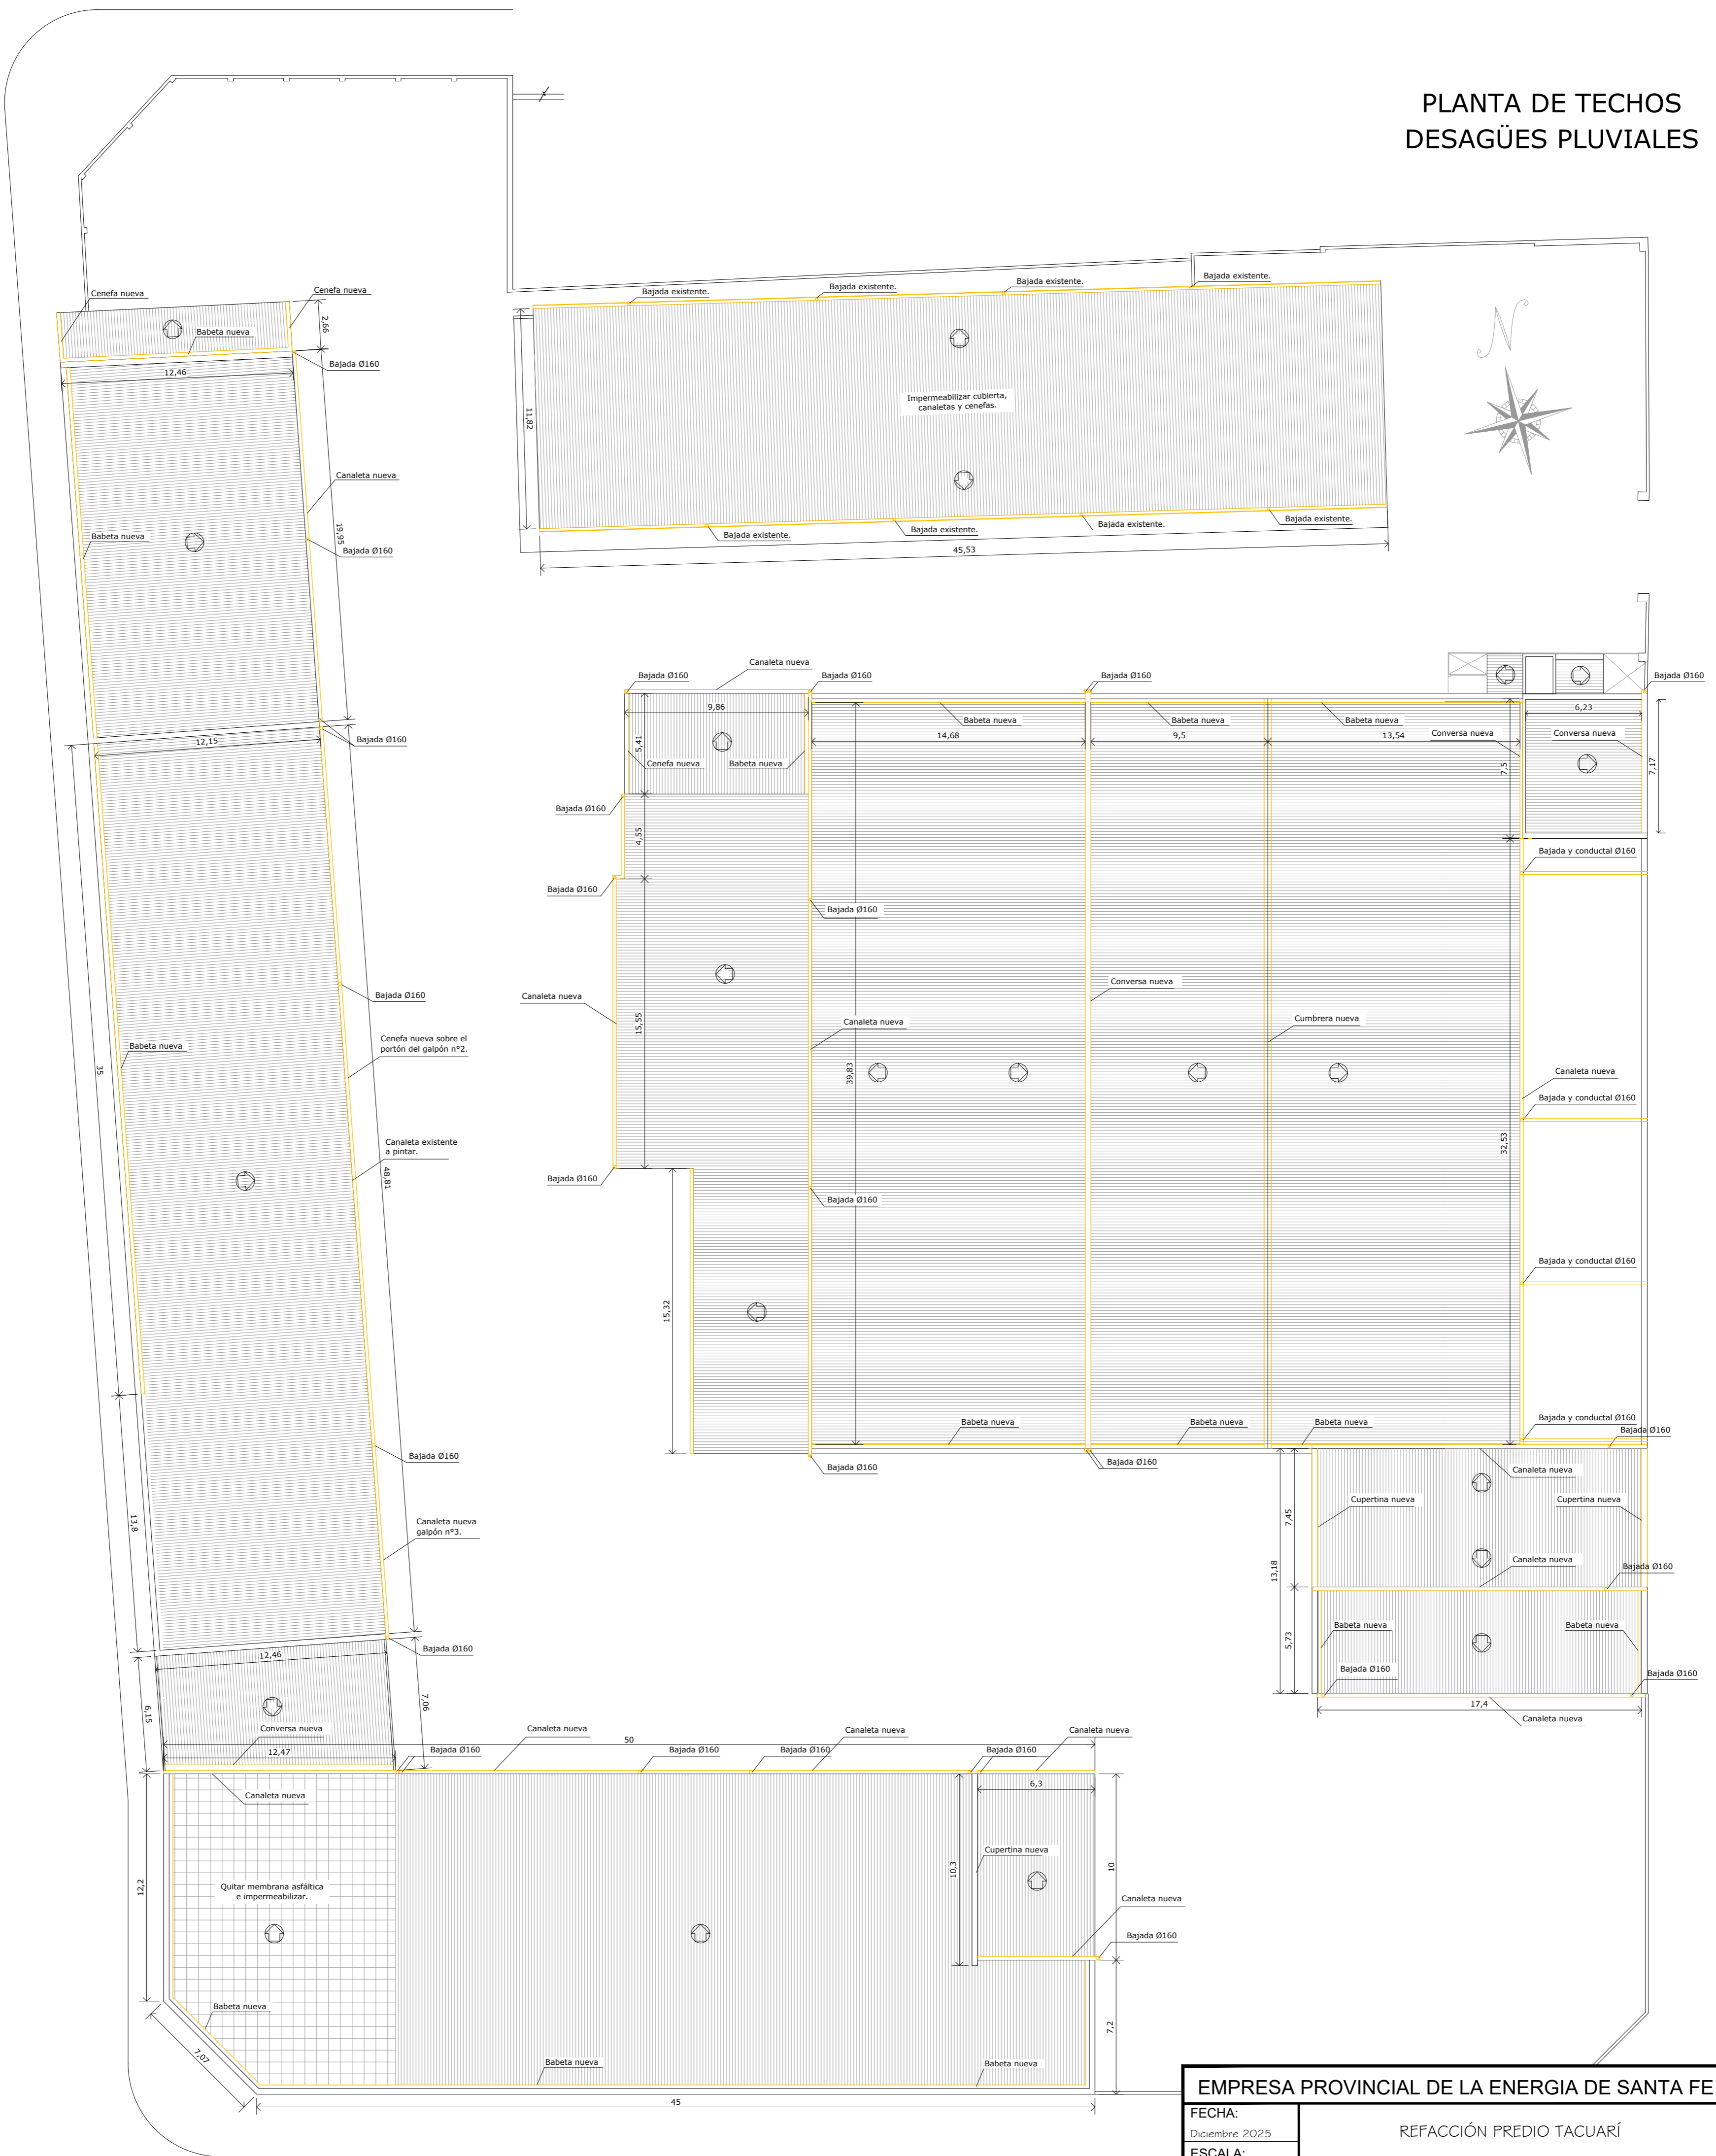 PLANTA DE TECHOS
DESAGÜES PLUVIALES
Cenefa nueva
Cenefa nueva
Babeta nueva
2,66
Bajada Ø160
12,46
Canaleta nueva
19,95
Babeta nueva
Bajada Ø160
Bajada Ø160
12,15
Bajada Ø160
Cenefa nueva sobre el
portón del galpón n°2.
Babeta nueva
35
Canaleta existente
a pintar.
48,81
Bajada Ø160
13,8
Canaleta nueva
galpón n°3.
Bajada Ø160
12,46
6,15
7,06
Conversa nueva
12,47
Bajada existente.
Bajada existente.
Bajada existente.
Bajada existente.
11,82
Impermeabilizar cubierta,
canaletas y cenefas.
Bajada existente.
Bajada existente.
Bajada existente.
Bajada existente.
45,53
N
Canaleta nueva
Bajada Ø160
Bajada Ø160
Bajada Ø160
Bajada Ø160
9,86
5,41
Cenefa nueva
Babeta nueva
Babeta nueva
Babeta nueva
Babeta nueva
14,68
9,5
13,54
6,23
Conversa nueva
Conversa nueva
7,5
7,17
Bajada Ø160
4,55
Bajada Ø160
Bajada y conductal Ø160
Bajada Ø160
Canaleta nueva
15,55
Conversa nueva
Canaleta nueva
Cumbrera nueva
39,83
Canaleta nueva
Bajada y conductal Ø160
32,53
Bajada Ø160
Bajada Ø160
Bajada y conductal Ø160
15,32
Babeta nueva
Babeta nueva
Babeta nueva
Bajada y conductal Ø160
Bajada Ø160
Bajada Ø160
Bajada Ø160
Canaleta nueva
Cupertina nueva
Cupertina nueva
7,45
13,18
Canaleta nueva
Bajada Ø160
Babeta nueva
Babeta nueva
5,73
Bajada Ø160
Bajada Ø160
17,4
Canaleta nueva
Canaleta nueva
Canaleta nueva
Canaleta nueva
50
Bajada Ø160
Bajada Ø160
Bajada Ø160
Bajada Ø160
Canaleta nueva
6,3
Cupertina nueva
10,3
10
12,2
Quitar membrana asfáltica
e impermeabilizar.
Canaleta nueva
Bajada Ø160
Babeta nueva
7,07
7,2
Babeta nueva
Babeta nueva
45
EMPRESA PROVINCIAL DE LA ENERGIA DE SANTA FE
FECHA:
Diciembre 2025
REFACCIÓN PREDIO TACUARÍ
ESCALA: